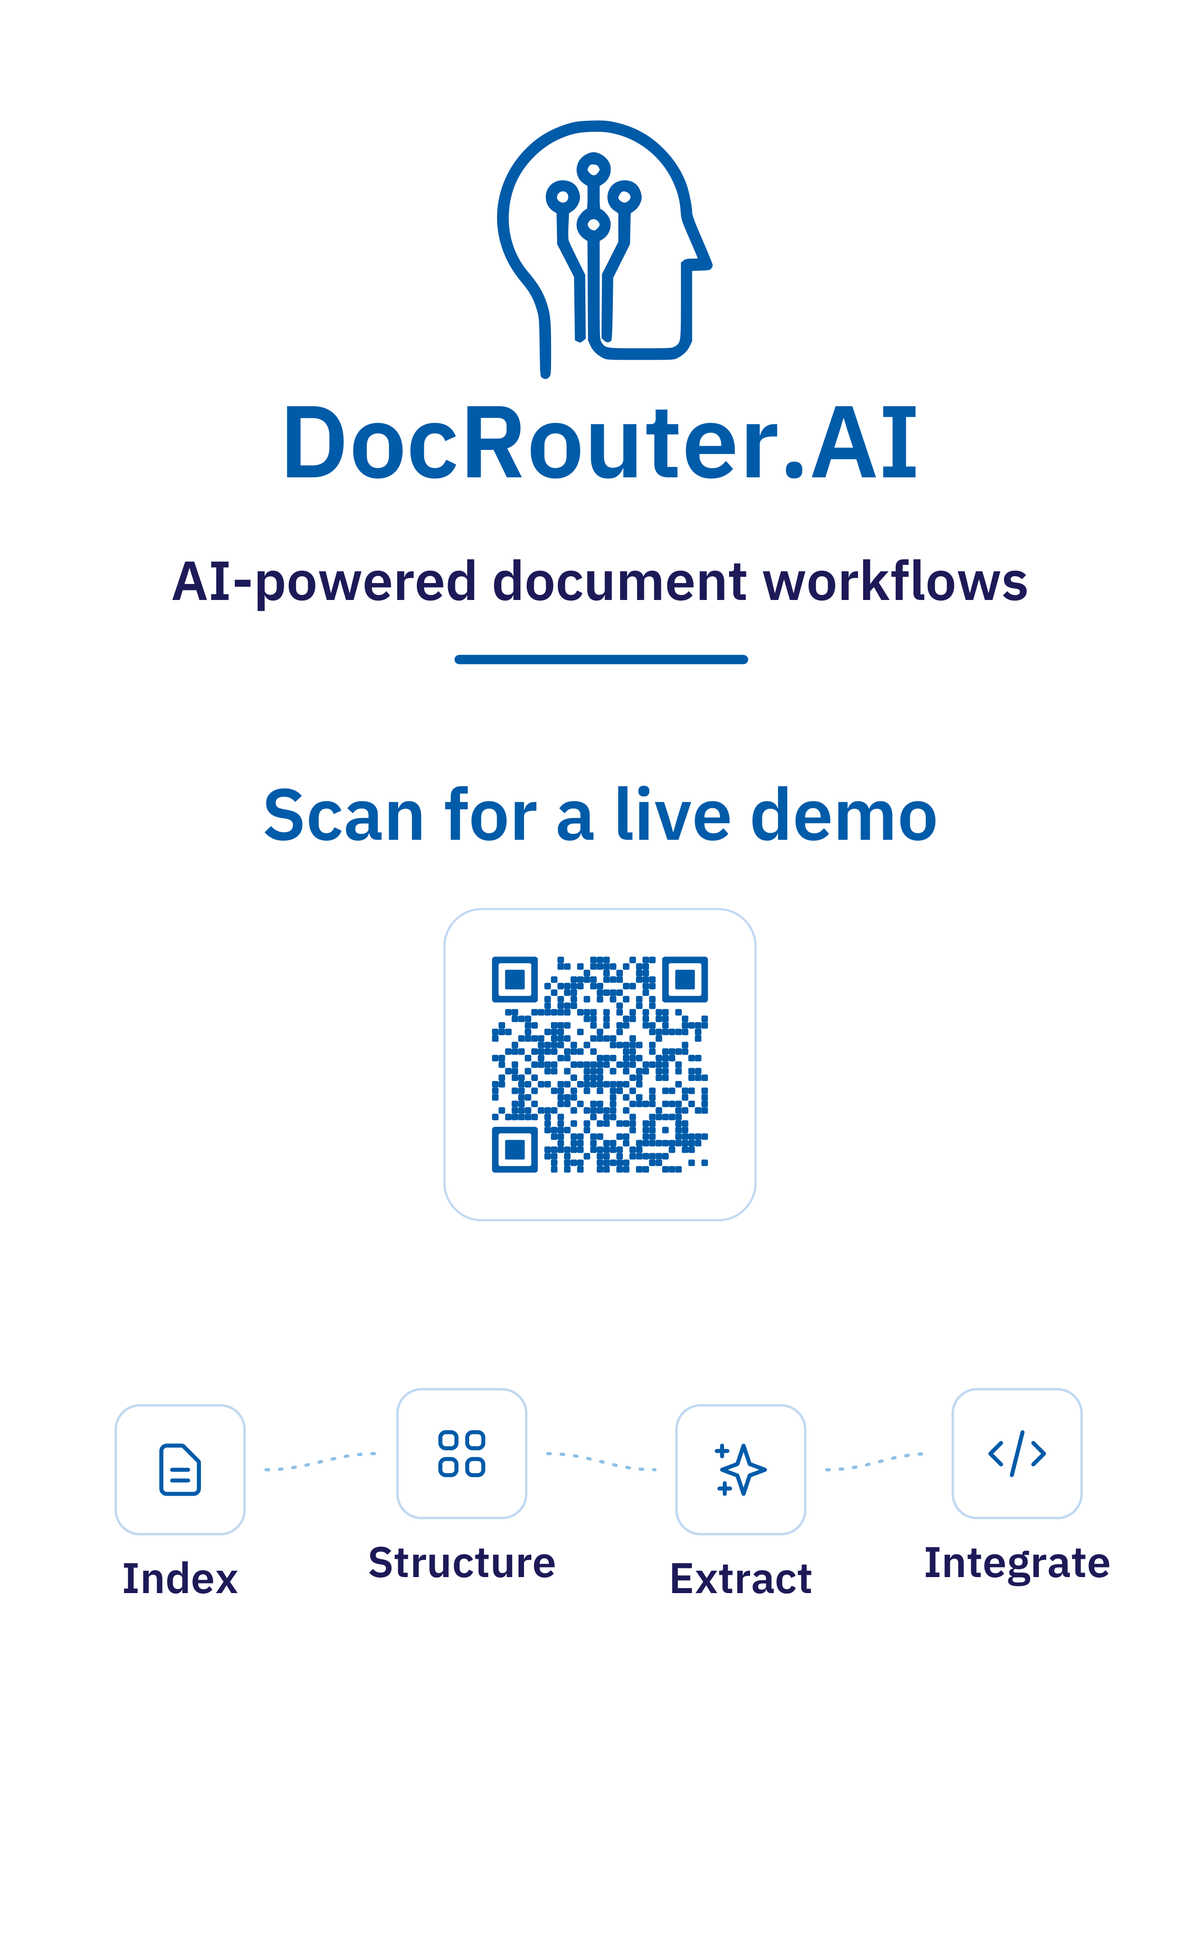 DocRouter.AI
AI-powered document workflows
Scan for a live demo
Index
Structure
Extract
Integrate